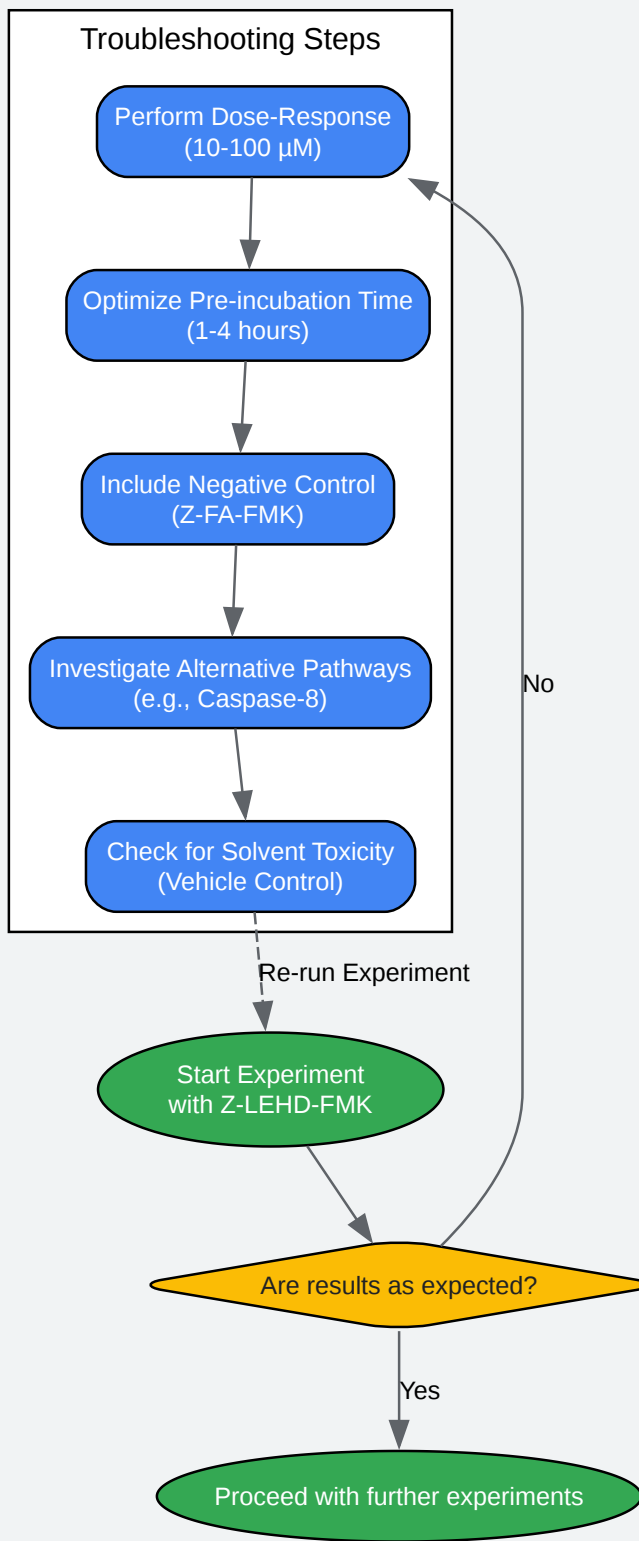 Troubleshooting Steps
Perform Dose-Response
(10-100 µM)
Optimize Pre-incubation Time
(1-4 hours)
Include Negative Control
(Z-FA-FMK)
Investigate Alternative Pathways
(e.g., Caspase-8)
No
Check for Solvent Toxicity
(Vehicle Control)
Re-run Experiment
Start Experiment
with Z-LEHD-FMK
Are results as expected?
Yes
Proceed with further experiments